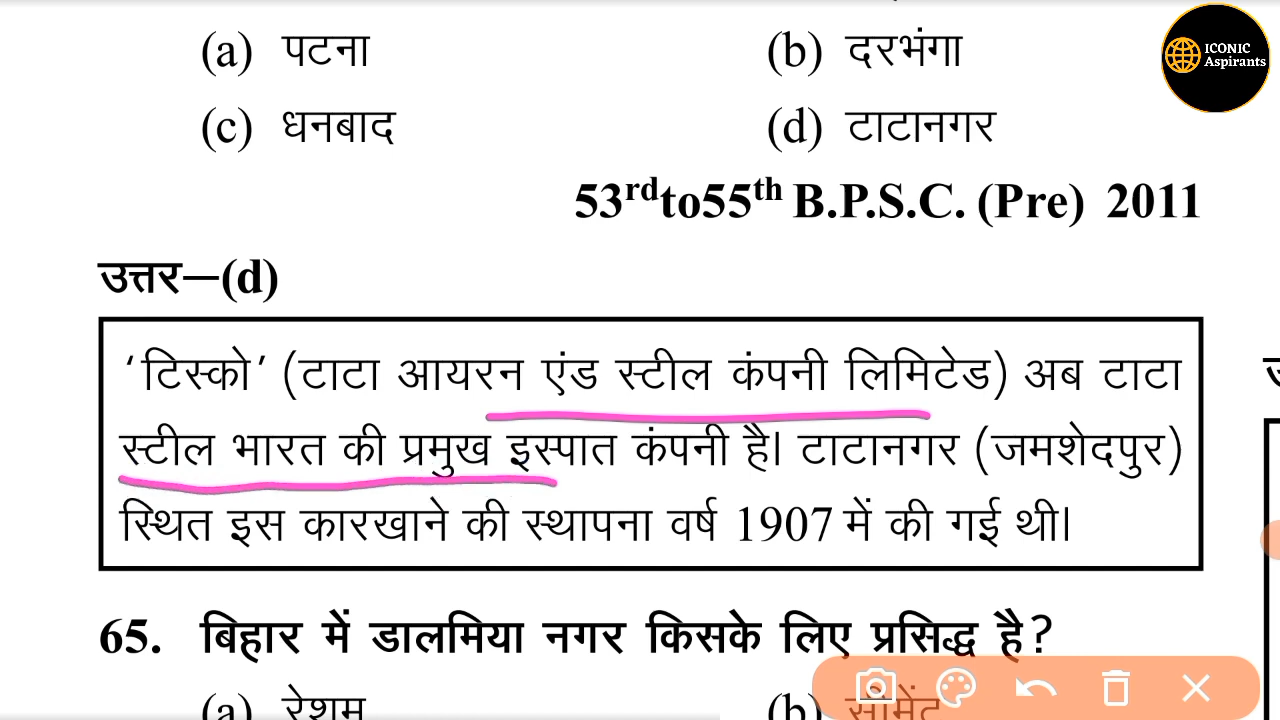 (a) पटना (b) दरभंगा
ICONIC
Aspirants
(c) धनबाद (d) टाटानगर
53rdto55th B.P.S.C. (Pre) 2011
उत्तर—(d)
‘टिस्को’ (टाटा आयरन एंड स्टील कंपनी लिमिटेड) अब टाटा
स्टील भारत की प्रमुख इस्पात कंपनी है। टाटानगर (जमशेदपुर)
स्थित इस कारखाने की स्थापना वर्ष 1907 में की गई थी।
65. बिहार में डालमिया नगर किसके लिए प्रसिद्ध है?
(a) रेशम (b) सीमेंट